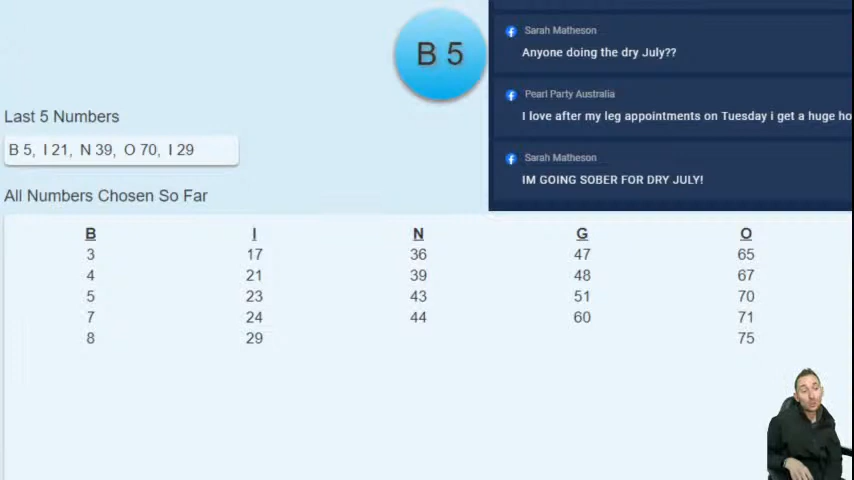 B 5
Sarah Matheson
Anyone doing the dry July??
Pearl Party Australia
I love after my leg appointments on Tuesday i get a huge ho
Sarah Matheson
IM GOING SOBER FOR DRY JULY!
Last 5 Numbers
B 5, I 21, N 39, O 70, I 29
All Numbers Chosen So Far
B I N G O
3 17 36 47 65
4 21 39 48 67
5 23 43 51 70
7 24 44 60 71
8 29 75